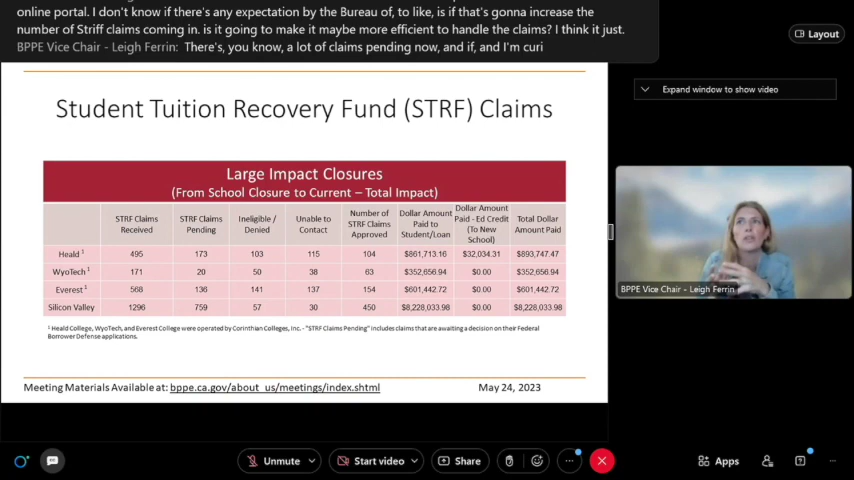 online portal. I don't know if there's any expectation by the Bureau of, to like, is if that's gonna increase the
number of Striff claims coming in. is it going to make it maybe more efficient to handle the claims? I think it just.
BPPE Vice Chair - Leigh Ferrin: There's, you know, a lot of claims pending now, and if, and I'm curi
Layout
Expand window to show video
Student Tuition Recovery Fund (STRF) Claims
Large Impact Closures
(From School Closure to Current – Total Impact)
STRF Claims Received
STRF Claims Pending
Ineligible / Denied
Unable to Contact
Number of STRF Claims Approved
Dollar Amount Paid to Student/Loan
Dollar Amount Paid - Ed Credit (To New School)
Total Dollar Amount Paid
Heald 1 495 173 103 115 104 $861,713.16 $32,034.31 $893,747.47
WyoTech 1 171 20 50 38 63 $352,656.94 $0.00 $352,656.94
Everest 1 568 136 141 137 154 $601,442.72 $0.00 $601,442.72
Silicon Valley 1296 759 57 30 450 $8,228,033.98 $0.00 $8,228,033.98
1 Heald College, WyoTech, and Everest College were operated by Corinthian Colleges, Inc. - "STRF Claims Pending" includes claims that are awaiting a decision on their Federal
Borrower Defense applications.
BPPE Vice Chair - Leigh Ferrin
Meeting Materials Available at: bppe.ca.gov/about_us/meetings/index.shtml May 24, 2023
Unmute
Start video
Share
Apps